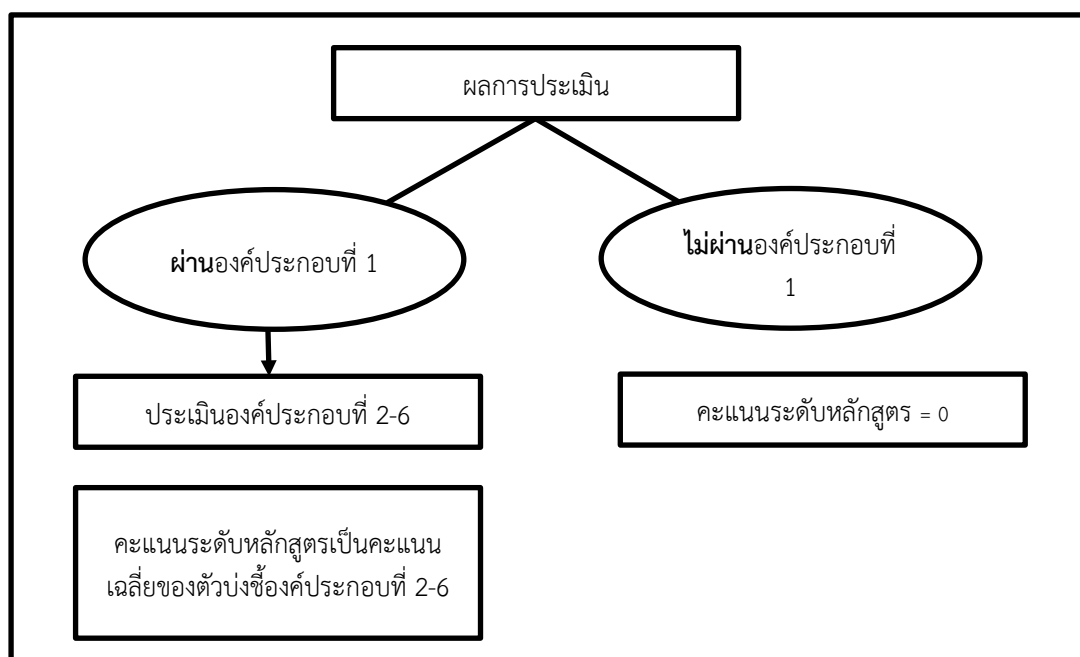 ผลการประเมิน
ผ่านองค์ประกอบที่ 1
ไม่ผ่านองค์ประกอบที่
1
ประเมินองค์ประกอบที่ 2-6
คะแนนระดับหลักสูตร = 0
คะแนนระดับหลักสูตรเป็นคะแนน
เฉลี่ยของตัวบ่งชี้องค์ประกอบที่ 2-6